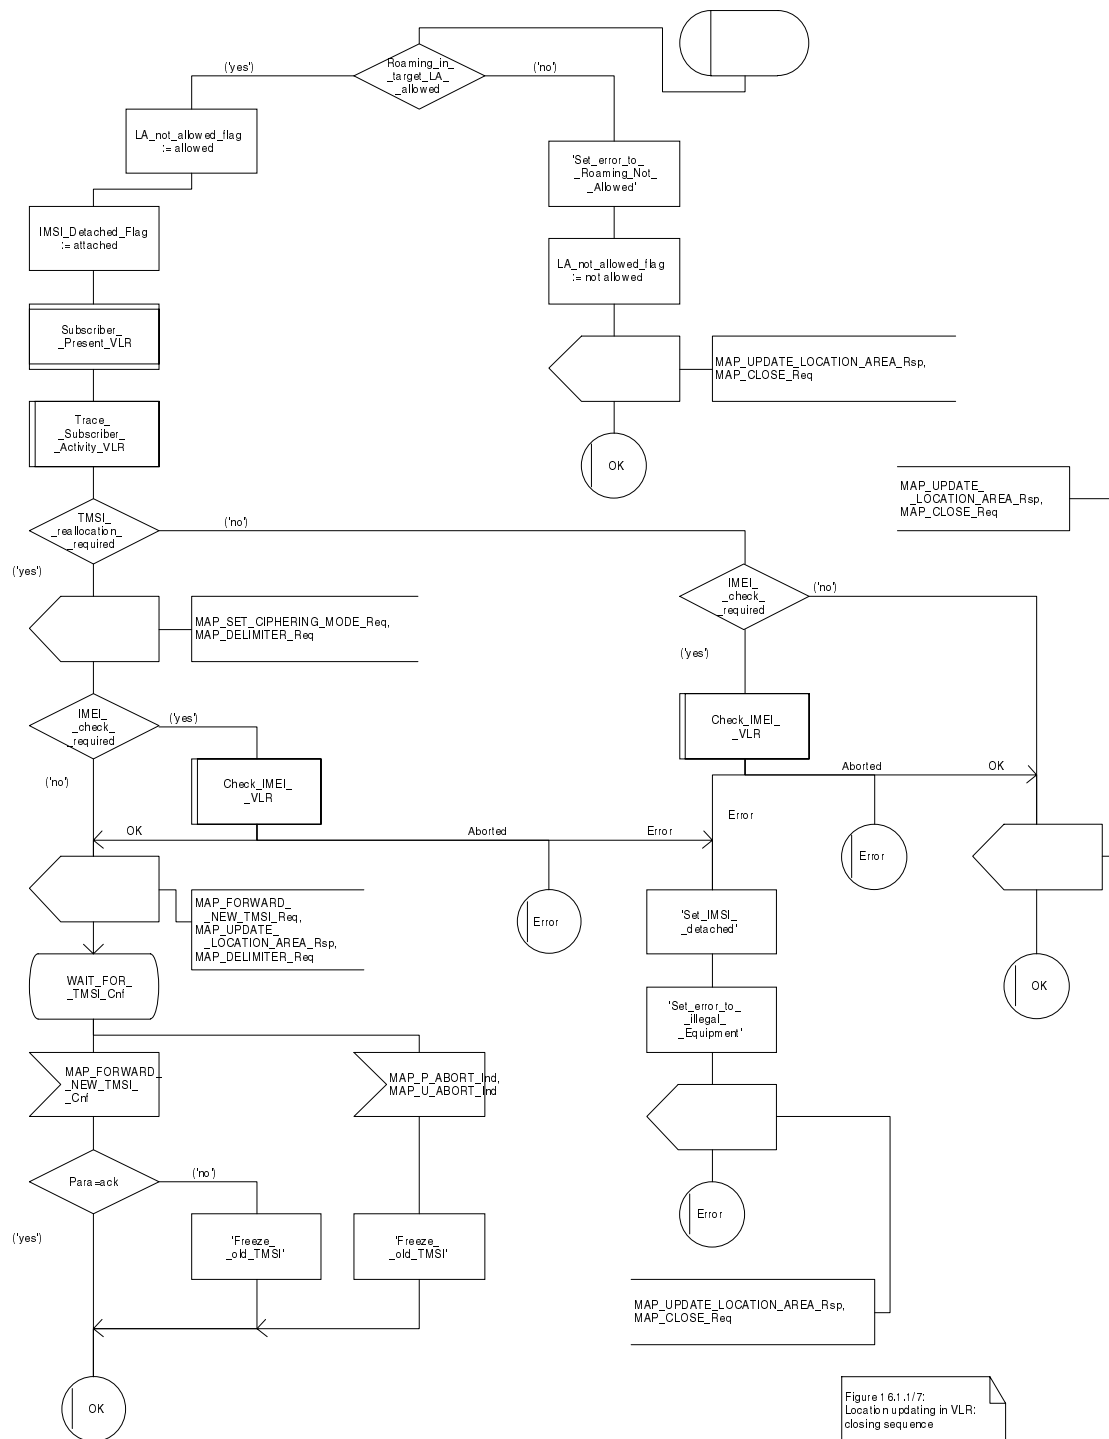 Roaming_in_
_target_LA_
_allowed
('yes')
('no')
LA_not_allowed_flag
:= allowed
'Set_error_to_
_Roaming_Not_
_Allowed'
IMSI_Detached_Flag
:= attached
LA_not_allowed_flag
:= not allowed
Subscriber_
_Present_VLR
MAP_UPDATE_LOCATION_AREA_Rsp,
MAP_CLOSE_Req
Trace_
_Subscriber_
_Activity_VLR
OK
MAP_UPDATE_
_LOCATION_AREA_Rsp,
MAP_CLOSE_Req
TMSI_
_reallocation_
_required
('no')
('yes')
IMEI_
_check_
_required
('no')
MAP_SET_CIPHERING_MODE_Req,
MAP_DELIMITER_Req
('yes')
IMEI_
_check_
_required
('yes')
Check_IMEI_
_VLR
('no')
Check_IMEI_
_VLR
Aborted
OK
Error
OK
Aborted
Error
Error
MAP_FORWARD_
_NEW_TMSI_Req,
MAP_UPDATE_
_LOCATION_AREA_Rsp,
MAP_DELIMITER_Req
Error
'Set_IMSI_
_detached'
WAIT_FOR_
_TMSI_Cnf
OK
'Set_error_to_
_illegal_
_Equipment'
MAP_FORWARD_
_NEW_TMSI_
_Cnf
MAP_P_ABORT_Ind,
MAP_U_ABORT_Ind
Para=ack
('no')
('yes')
Error
'Freeze_
_old_TMSI'
'Freeze_
_old_TMSI'
MAP_UPDATE_LOCATION_AREA_Rsp,
MAP_CLOSE_Req
OK
Figure 16.1.1/7:
Location updating in VLR:
closing sequence